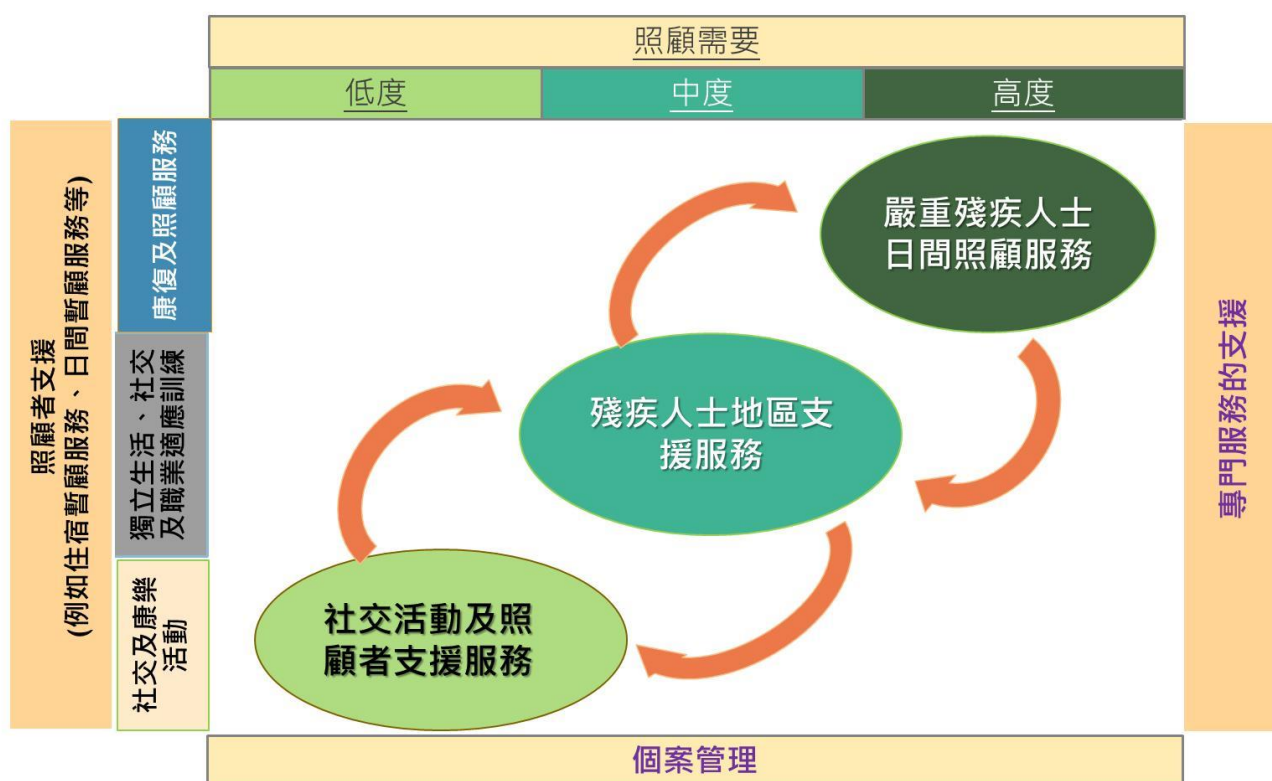 照顧需要
低度
中度
高度
照顧者支援
(例如住宿暫顧服務、日間暫顧服務等)
康復及照顧服務
獨立生活、社交
及職業適應訓練
社交及康樂
活動
嚴重殘疾人士
日間照顧服務
殘疾人士地區支
援服務
社交活動及照
顧者支援服務
專門服務的支援
個案管理